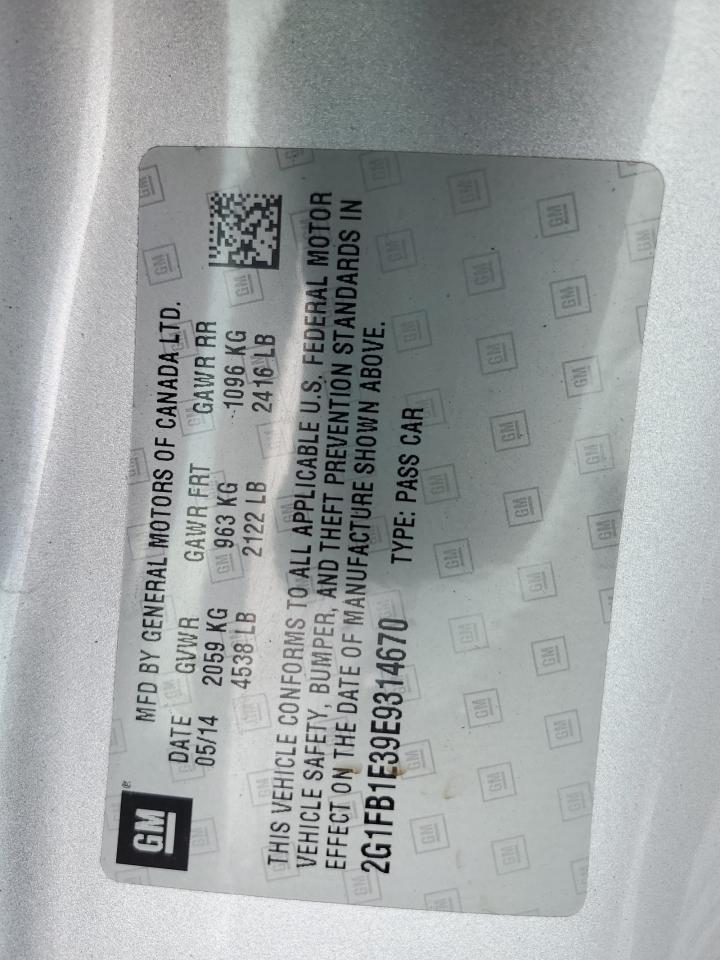 GM®
MFD BY GENERAL MOTORS OF CANADA LTD.
DATE GVWR GAWR FRT GAWR RR
05/14 2059 KG 963 KG 1096 KG
4538 LB 2122 LB 2416 LB
THIS VEHICLE CONFORMS TO ALL APPLICABLE U.S. FEDERAL MOTOR
VEHICLE SAFETY, BUMPER, AND THEFT PREVENTION STANDARDS IN
EFFECT ON THE DATE OF MANUFACTURE SHOWN ABOVE.
2G1FB1E39E9314670 TYPE: PASS CAR